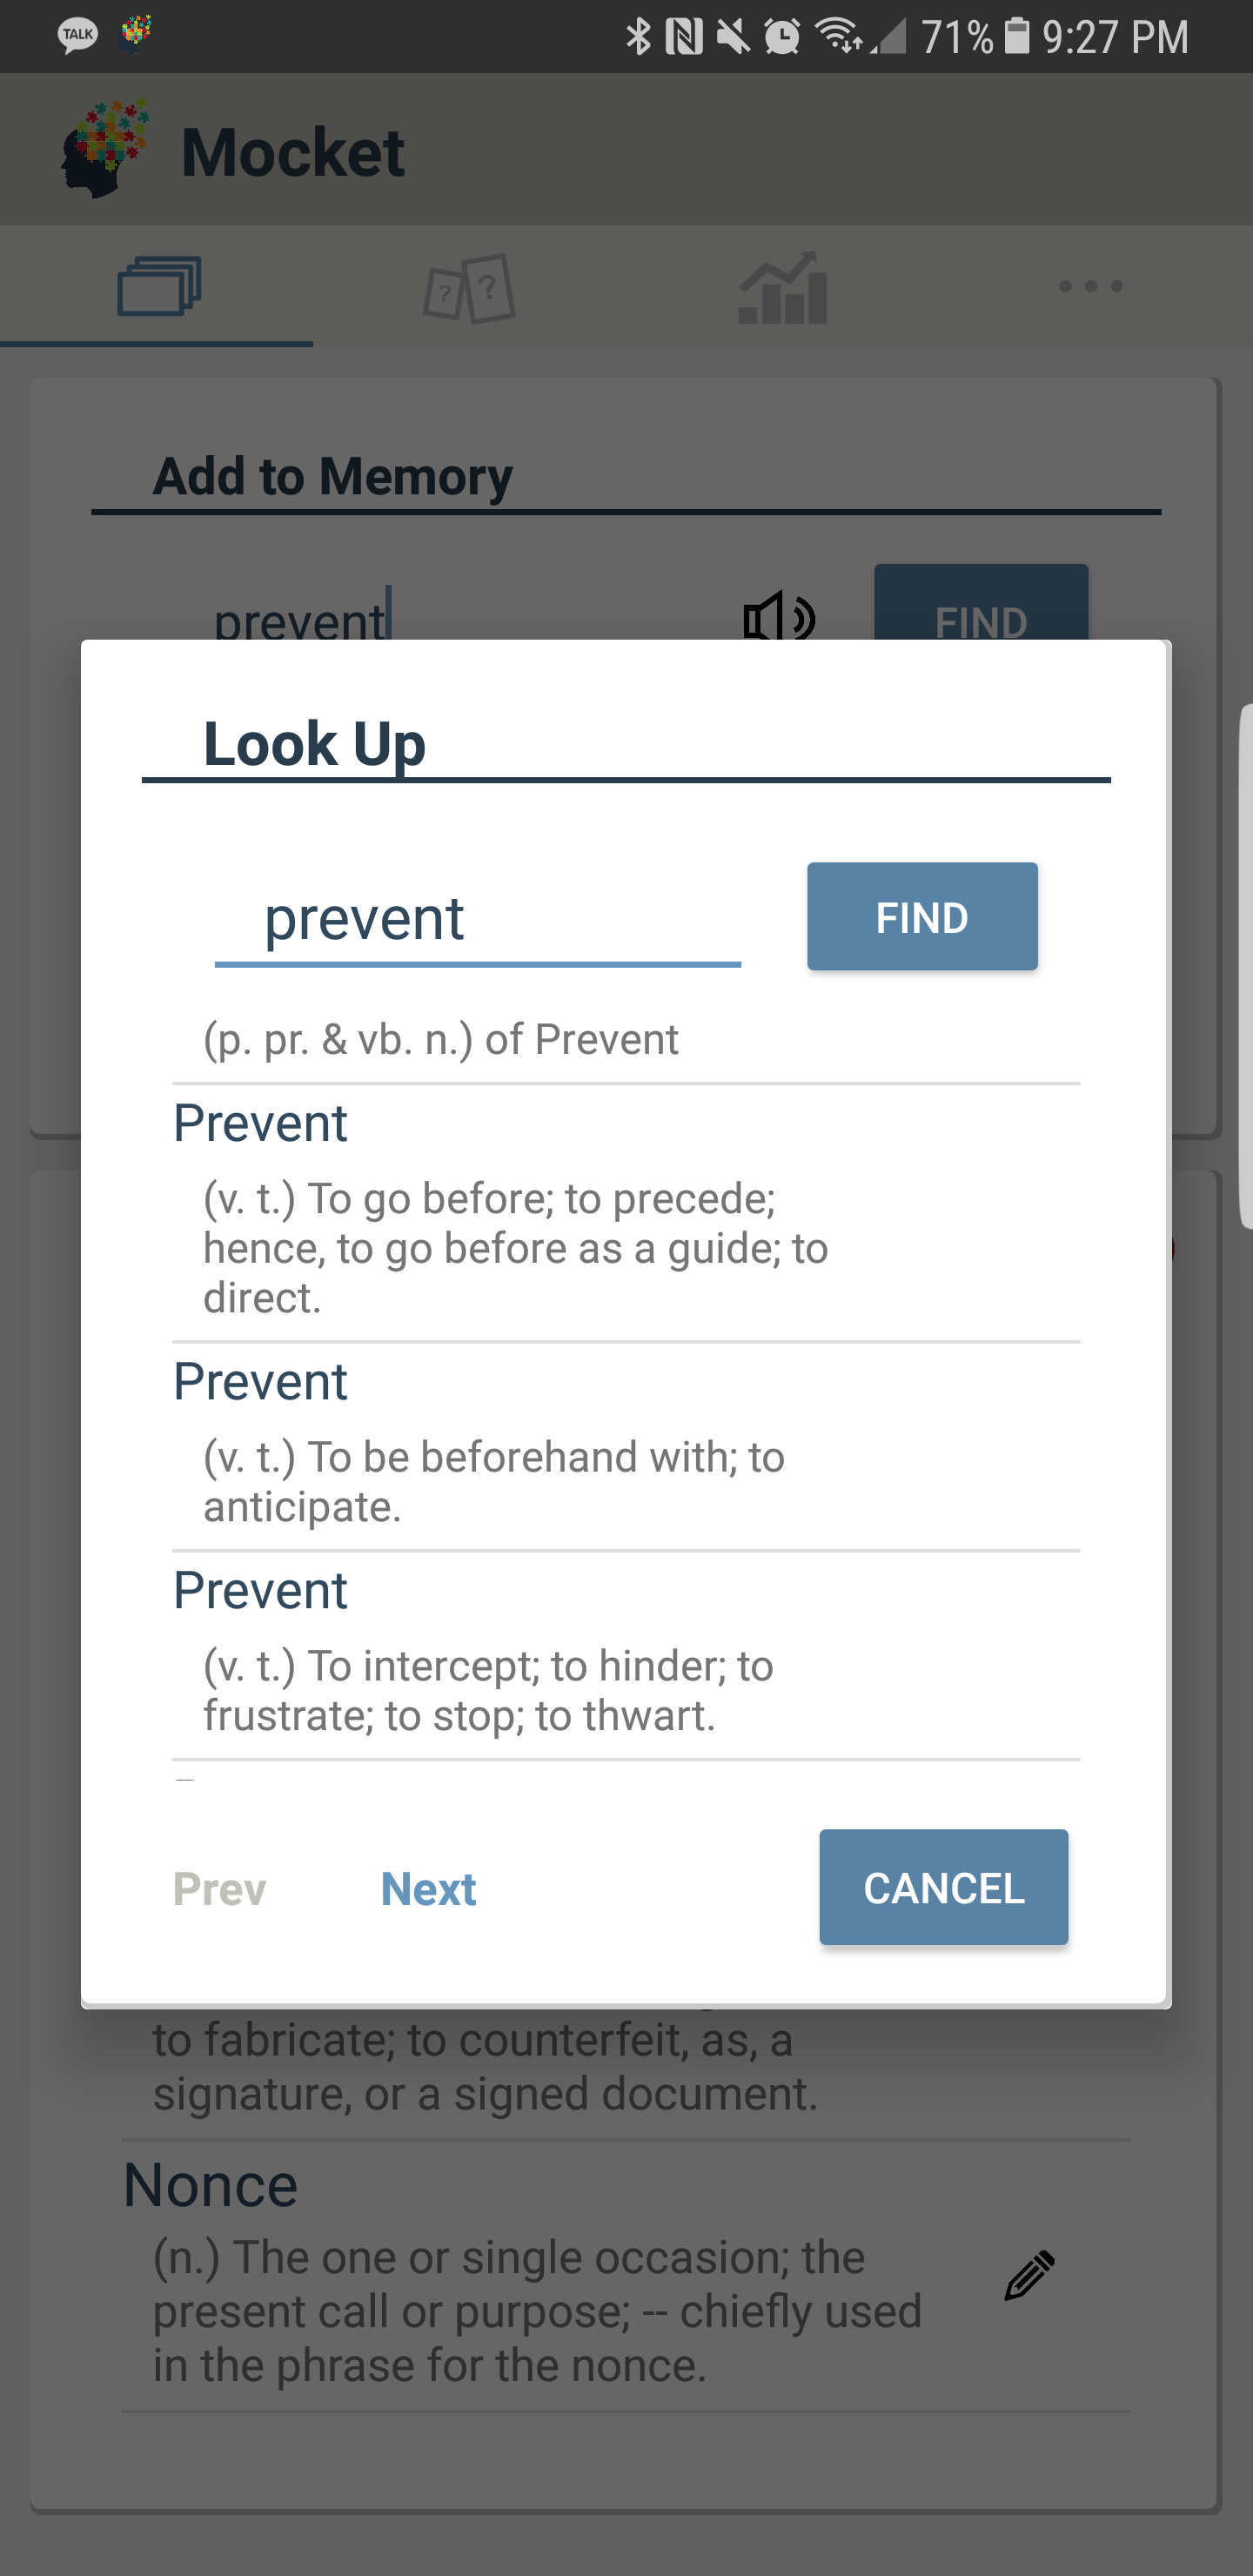 TALK
71% 9:27 PM
Mocket
? ?
Add to Memory
prevent
FIND
Look Up
prevent
FIND
(p. pr. & vb. n.) of Prevent
Prevent
(v. t.) To go before; to precede;
hence, to go before as a guide; to
direct.
Prevent
(v. t.) To be beforehand with; to
anticipate.
Prevent
(v. t.) To intercept; to hinder; to
frustrate; to stop; to thwart.
Prev
Next
CANCEL
to fabricate; to counterfeit, as, a
signature, or a signed document.
Nonce
(n.) The one or single occasion; the
present call or purpose; -- chiefly used
in the phrase for the nonce.